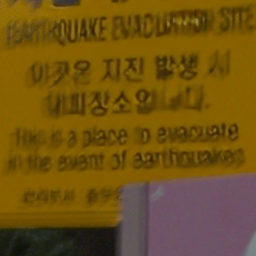 EARTHQUAKE EVACUATION SITE
이곳은 지진 발생 시
대피장소입니다.
This is a place to evacuate
in the event of earthquakes